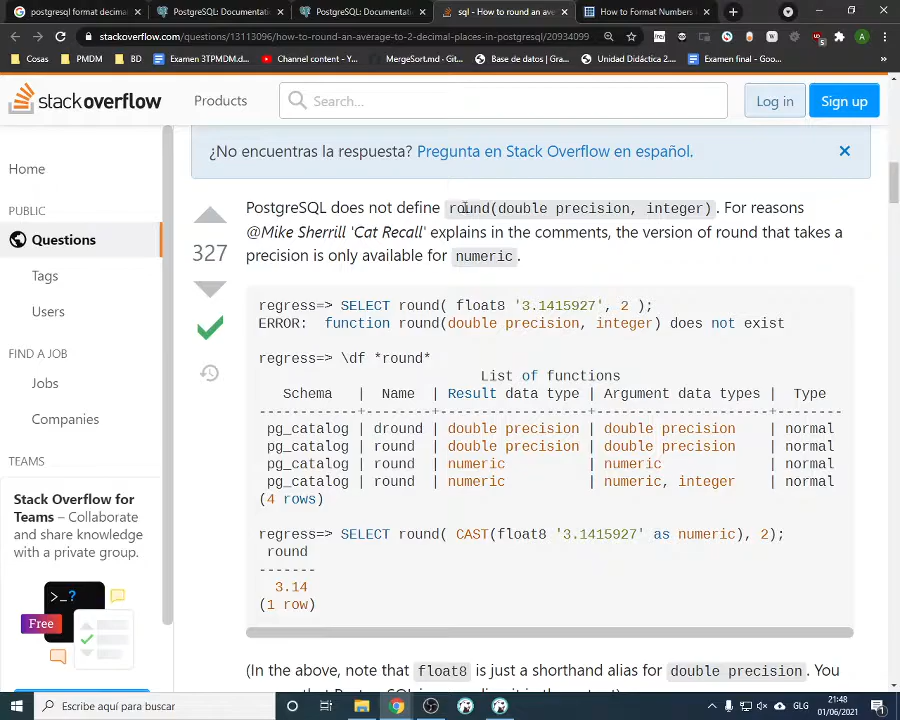 postgresql format decimal
PostgreSQL: Documentation
PostgreSQL: Documentation
sql - How to round an ave
How to Format Numbers
stackoverflow.com/questions/13113096/how-to-round-an-average-to-2-decimal-places-in-postgresql/20934099
Cosas
PMDM
BD
Examen 3TPMDM.d...
Channel content - Y...
MergeSort.md - Git...
Base de datos | Gra...
Unidad Didáctica 2....
Examen final - Goo...
stackoverflow
Products
Search...
Log in
Sign up
¿No encuentras la respuesta? Pregunta en Stack Overflow en español.
Home
PUBLIC
Questions
Tags
Users
FIND A JOB
Jobs
Companies
TEAMS
Stack Overflow for
Teams – Collaborate
and share knowledge
with a private group.
>_?
Free
327
PostgreSQL does not define round(double precision, integer). For reasons
@Mike Sherrill 'Cat Recall' explains in the comments, the version of round that takes a
precision is only available for numeric.
regress=> SELECT round( float8 '3.1415927', 2 );
ERROR:  function round(double precision, integer) does not exist
regress=> \df *round*
List of functions
Schema | Name | Result data type | Argument data types | Type
------------+--------+------------------+---------------------+--------
pg_catalog | dround | double precision | double precision | normal
pg_catalog | round | double precision | double precision | normal
pg_catalog | round | numeric | numeric | normal
pg_catalog | round | numeric | numeric, integer | normal
(4 rows)
regress=> SELECT round( CAST(float8 '3.1415927' as numeric), 2);
round
-------
3.14
(1 row)
(In the above, note that float8 is just a shorthand alias for double precision. You
Escribe aquí para buscar
GLG
21:48
01/06/2021